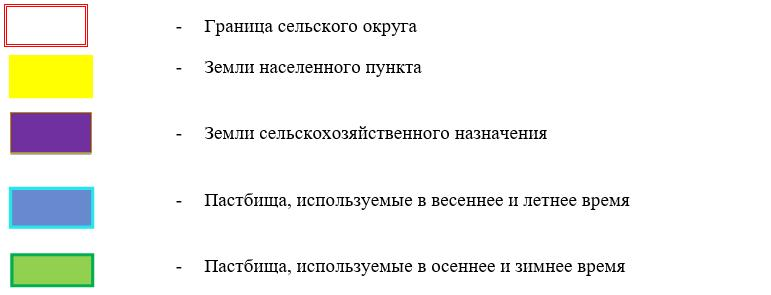 - Граница сельского округа
- Земли населенного пункта
- Земли сельскохозяйственного назначения
- Пастбища, используемые в весеннее и летнее время
- Пастбища, используемые в осеннее и зимнее время